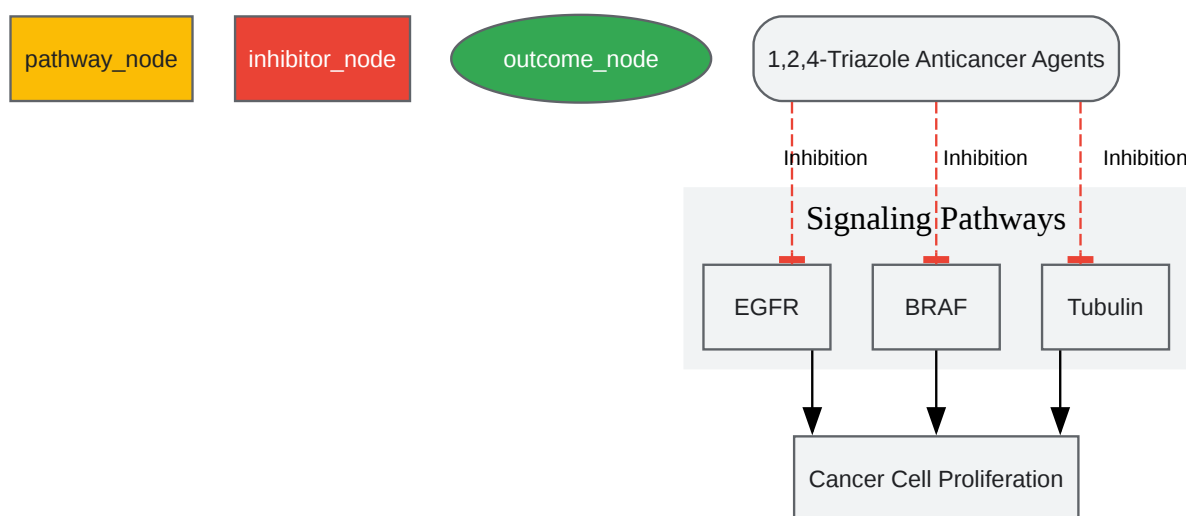 pathway_node
inhibitor_node
outcome_node
1,2,4-Triazole Anticancer Agents
Inhibition
Inhibition
Inhibition
Signaling Pathways
EGFR
BRAF
Tubulin
Cancer Cell Proliferation